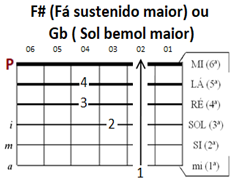 F# (Fá sustenido maior) ou
Gb ( Sol bemol maior)
06 05 04 03 02 01
P MI (6ª)
4 LÁ (5ª)
3 RÉ (4ª)
i 2 SOL (3ª)
m SI (2ª)
a 1 mi (1ª)